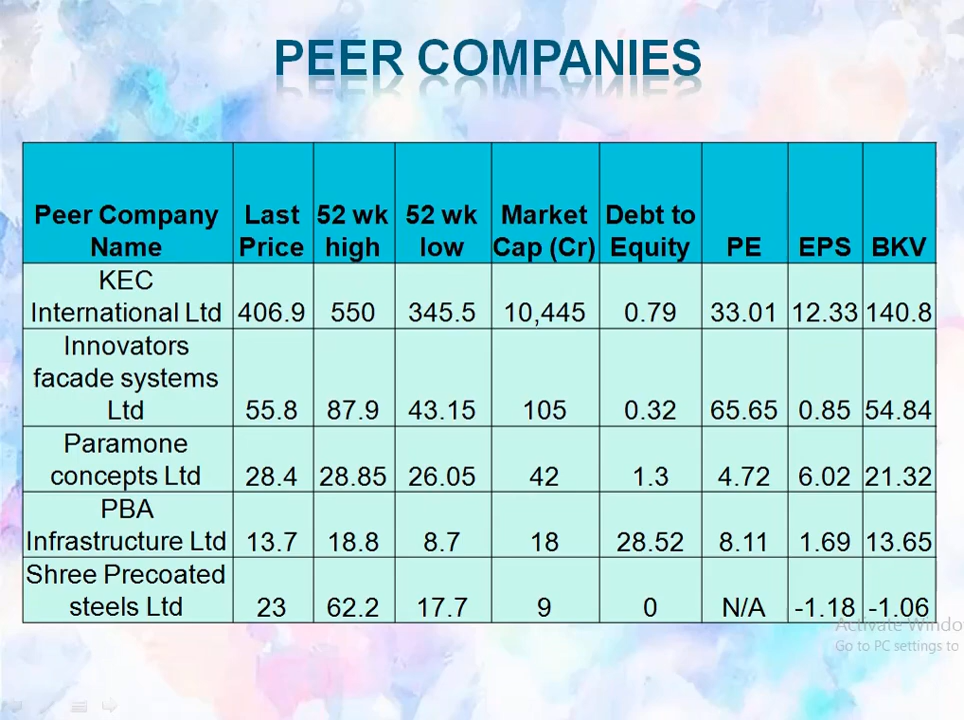 PEER COMPANIES
Peer Company Name Last Price 52 wk high 52 wk low Market Cap (Cr) Debt to Equity PE EPS BKV
KEC International Ltd 406.9 550 345.5 10,445 0.79 33.01 12.33 140.8
Innovators facade systems Ltd 55.8 87.9 43.15 105 0.32 65.65 0.85 54.84
Paramone concepts Ltd 28.4 28.85 26.05 42 1.3 4.72 6.02 21.32
PBA Infrastructure Ltd 13.7 18.8 8.7 18 28.52 8.11 1.69 13.65
Shree Precoated steels Ltd 23 62.2 17.7 9 0 N/A -1.18 -1.06
Activate Windo
Go to PC settings to